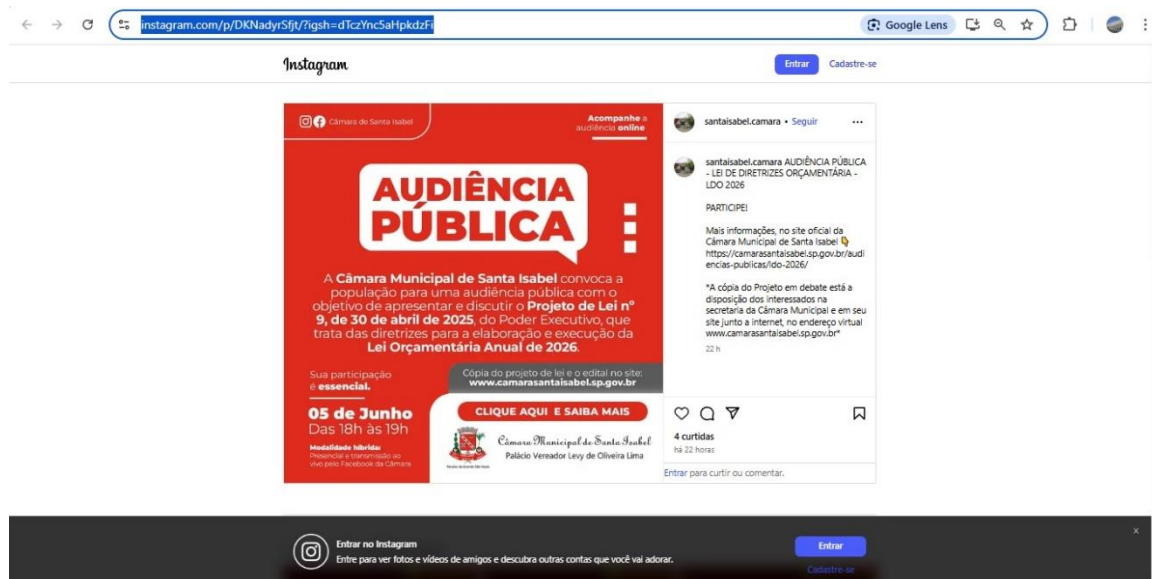 instagram.com/p/DKNadyrSfjt/?igsh=dTczYnc5aHpkdzFi
Google Lens
Instagram
Entrar
Cadastre-se
Câmara de Santa Isabel
Acompanhe a
audiência online
AUDIÊNCIA
PÚBLICA
A Câmara Municipal de Santa Isabel convoca a
população para uma audiência pública com o
objetivo de apresentar e discutir o Projeto de Lei nº
9, de 30 de abril de 2025, do Poder Executivo, que
trata das diretrizes para a elaboração e execução da
Lei Orçamentária Anual de 2026.
Sua participação
é essencial.
Cópia do projeto de lei e o edital no site:
www.camarasantaisabel.sp.gov.br
05 de Junho
Das 18h às 19h
Modalidade híbrida:
Presencial e transmissão ao
vivo pelo Facebook da Câmara
CLIQUE AQUI E SAIBA MAIS
Câmara Municipal de Santa Isabel
Palácio Vereador Levy de Oliveira Lima
santaisabel.camara • Seguir
santaisabel.camara AUDIÊNCIA PÚBLICA
- LEI DE DIRETRIZES ORÇAMENTÁRIA -
LDO 2026
PARTICIPE!
Mais informações, no site oficial da
Câmara Municipal de Santa Isabel 👇
https://camarasantaisabel.sp.gov.br/audi
encias-publicas/ldo-2026/
*A cópia do Projeto em debate está a
disposição dos interessados na
secretaria da Câmara Municipal e em seu
site junto a internet, no endereço virtual
www.camarasantaisabel.sp.gov.br*
22 h
4 curtidas
há 22 horas
Entrar para curtir ou comentar.
Entrar no Instagram
Entre para ver fotos e vídeos de amigos e descubra outras contas que você vai adorar.
Entrar
Cadastre-se